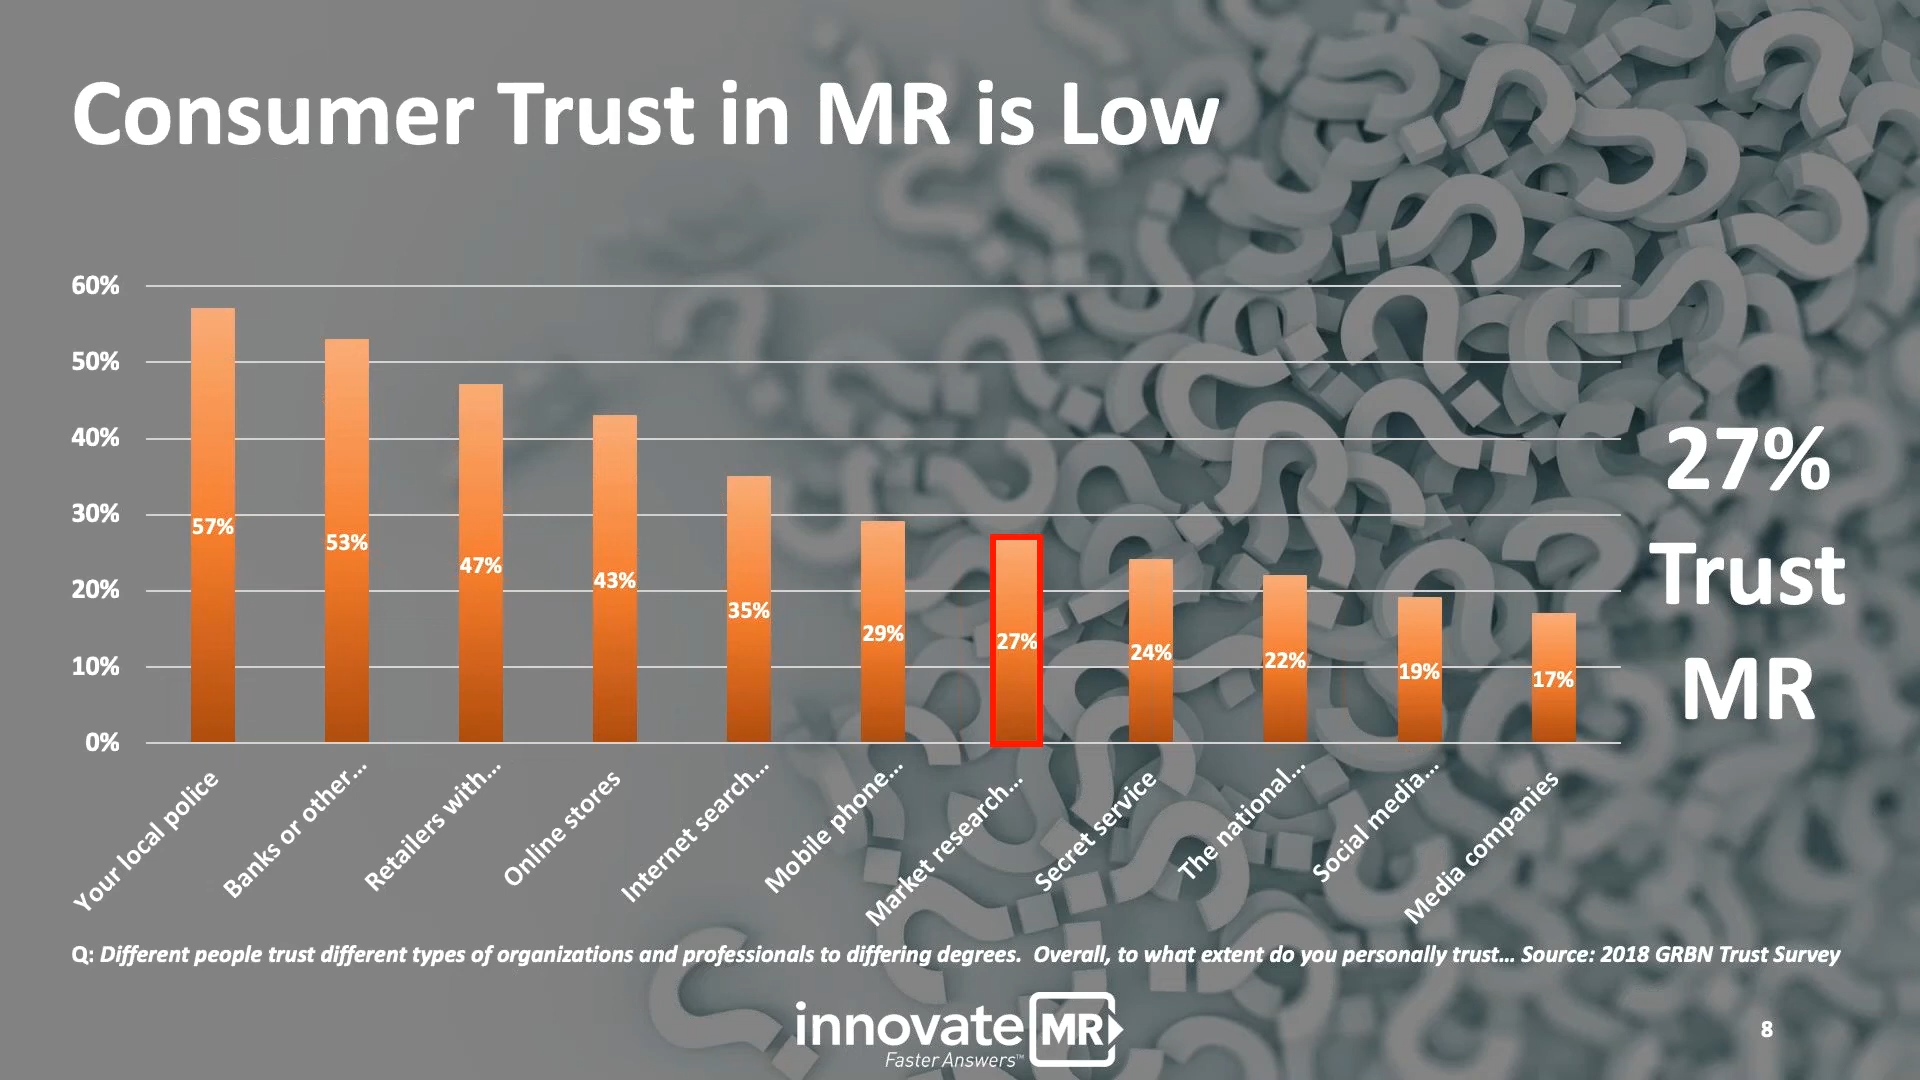 Consumer Trust in MR is Low
60%
50%
40%
30%
20%
10%
0%
57%
53%
47%
43%
35%
29%
27%
24%
22%
19%
17%
Your local police
Banks or other...
Retailers with...
Online stores
Internet search...
Mobile phone...
Market research...
Secret service
The national...
Social media...
Media companies
27%
Trust
MR
Q: Different people trust different types of organizations and professionals to differing degrees.  Overall, to what extent do you personally trust... Source: 2018 GRBN Trust Survey
innovate MR
Faster Answers™
8